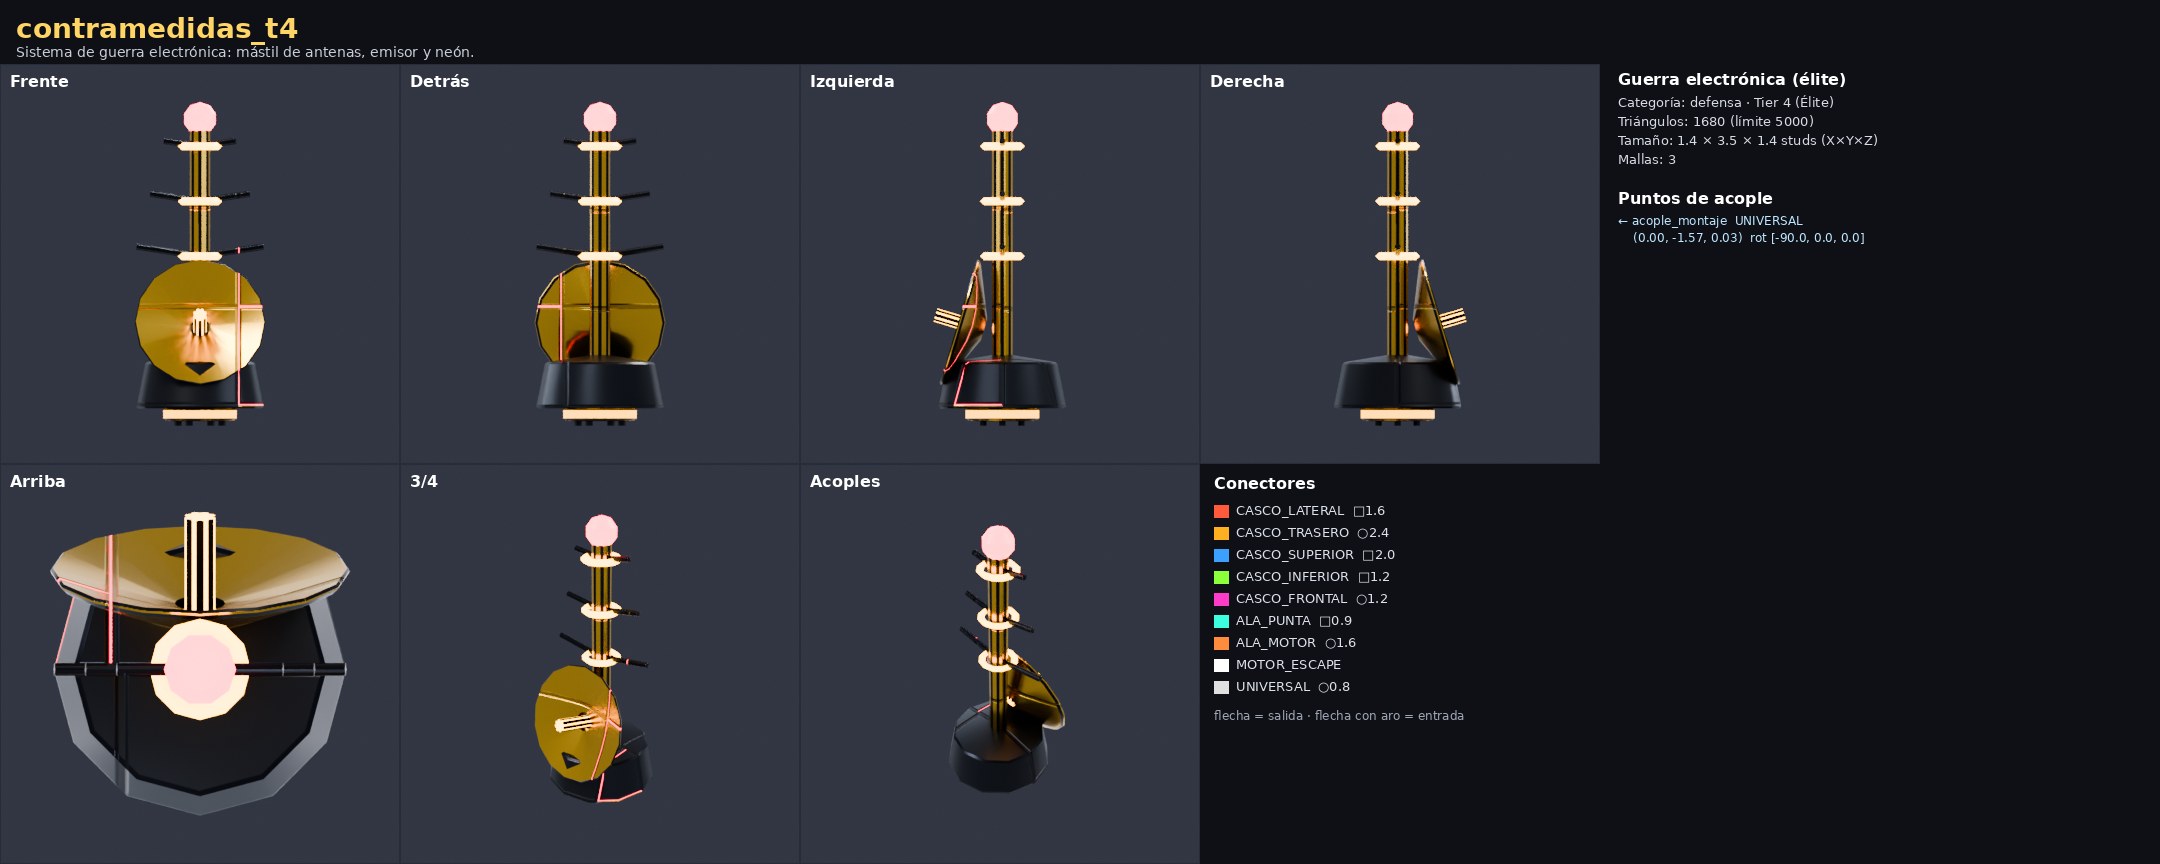 contramedidas_t4
Sistema de guerra electrónica: mástil de antenas, emisor y neón.
Frente
Detrás
Izquierda
Derecha
Guerra electrónica (élite)
Categoría: defensa · Tier 4 (Élite)
Triángulos: 1680 (límite 5000)
Tamaño: 1.4 × 3.5 × 1.4 studs (X×Y×Z)
Mallas: 3
Puntos de acople
← acople_montaje UNIVERSAL
(0.00, -1.57, 0.03) rot [-90.0, 0.0, 0.0]
Arriba
3/4
Acoples
Conectores
CASCO_LATERAL □1.6
CASCO_TRASERO ○2.4
CASCO_SUPERIOR □2.0
CASCO_INFERIOR □1.2
CASCO_FRONTAL ○1.2
ALA_PUNTA □0.9
ALA_MOTOR ○1.6
MOTOR_ESCAPE
UNIVERSAL ○0.8
flecha = salida · flecha con aro = entrada